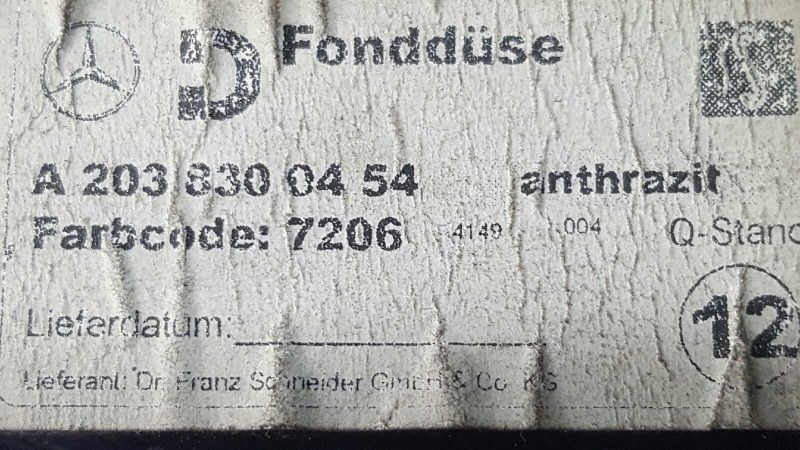 D Fonddüse
A 203 830 04 54 anthrazit
Farbcode: 7206 4149 004 Q-Stand
Lieferdatum:
12
Lieferant: Dr. Franz Schneider GmbH & Co. KG